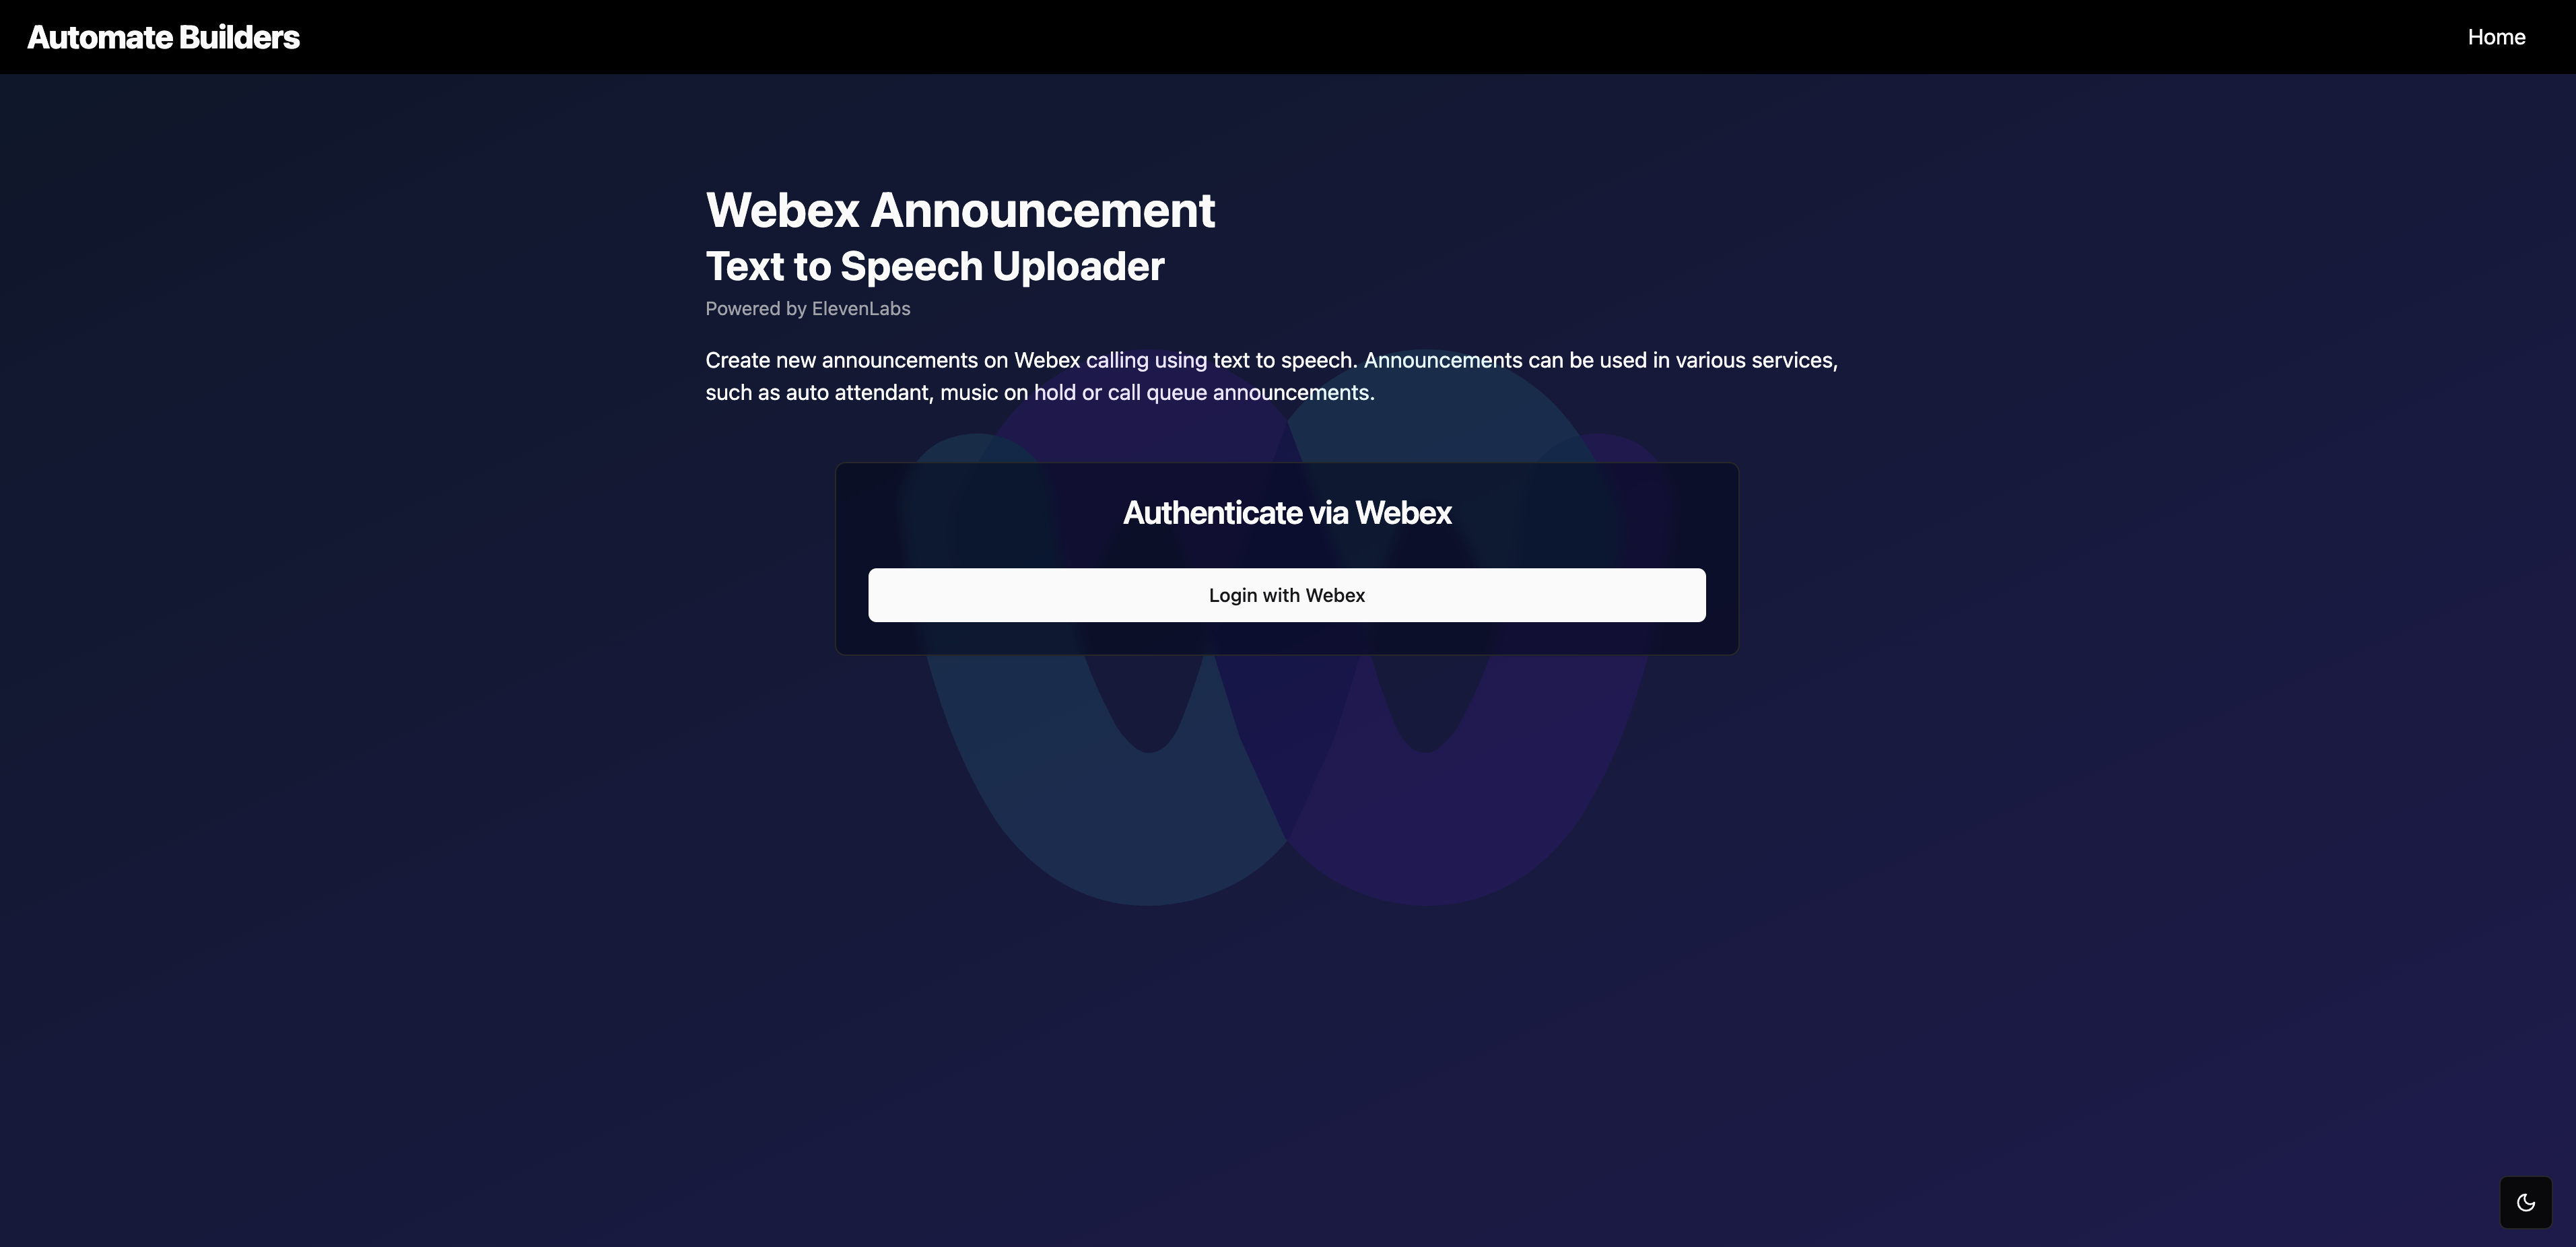 Automate Builders
Home
Webex Announcement
Text to Speech Uploader
Powered by ElevenLabs
Create new announcements on Webex calling using text to speech. Announcements can be used in various services,
such as auto attendant, music on hold or call queue announcements.
Authenticate via Webex
Login with Webex